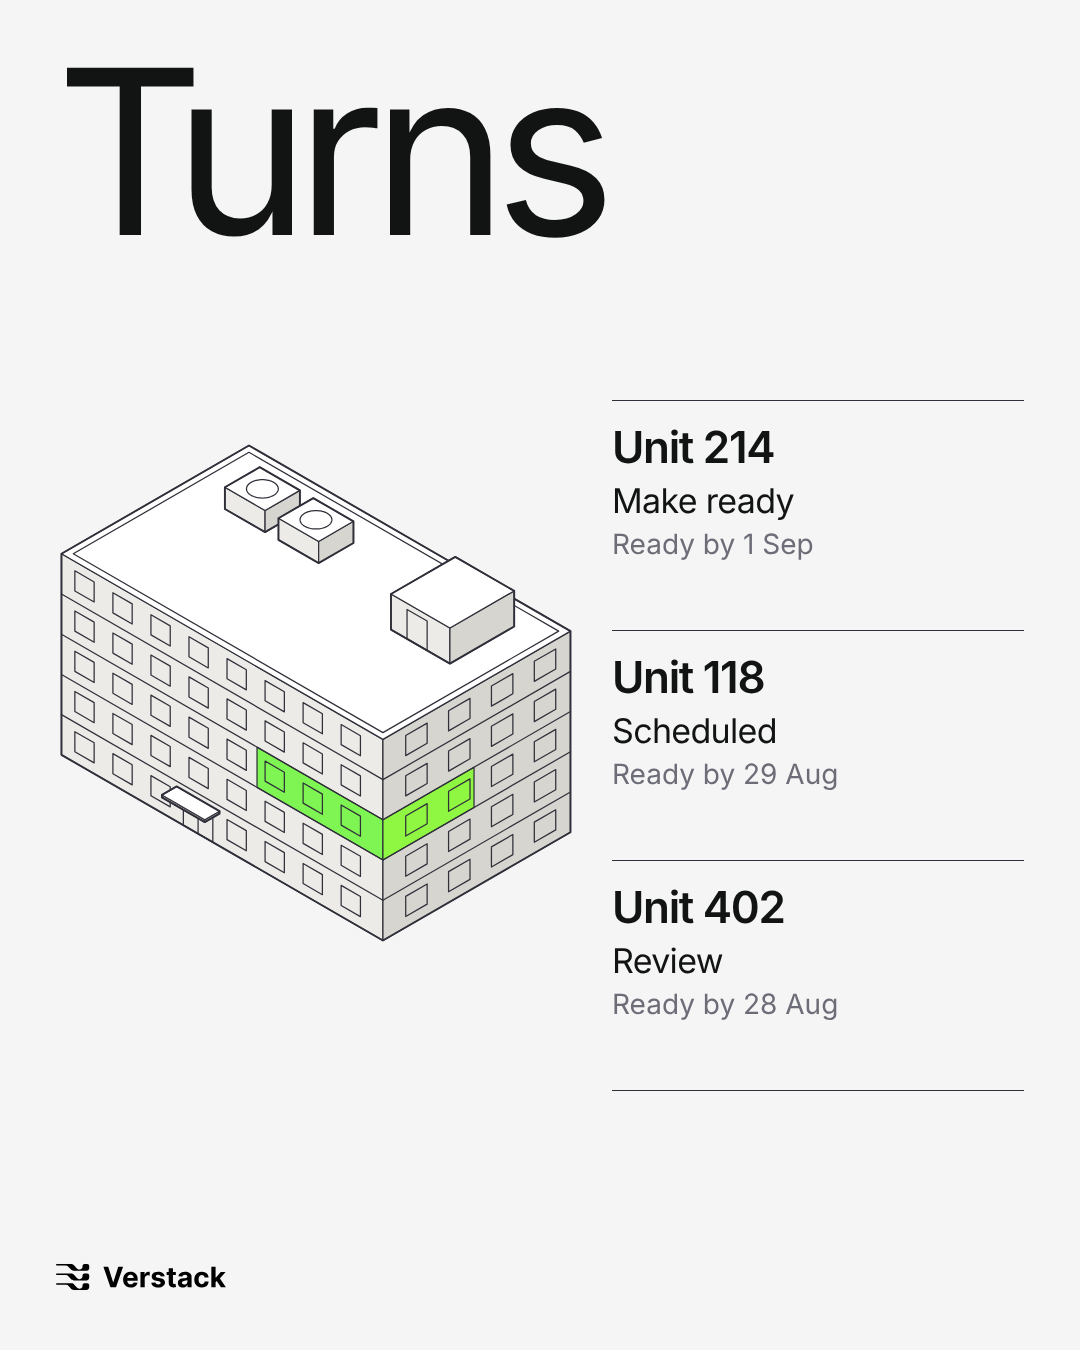 Turns
Unit 214
Make ready
Ready by 1 Sep
Unit 118
Scheduled
Ready by 29 Aug
Unit 402
Review
Ready by 28 Aug
Verstack